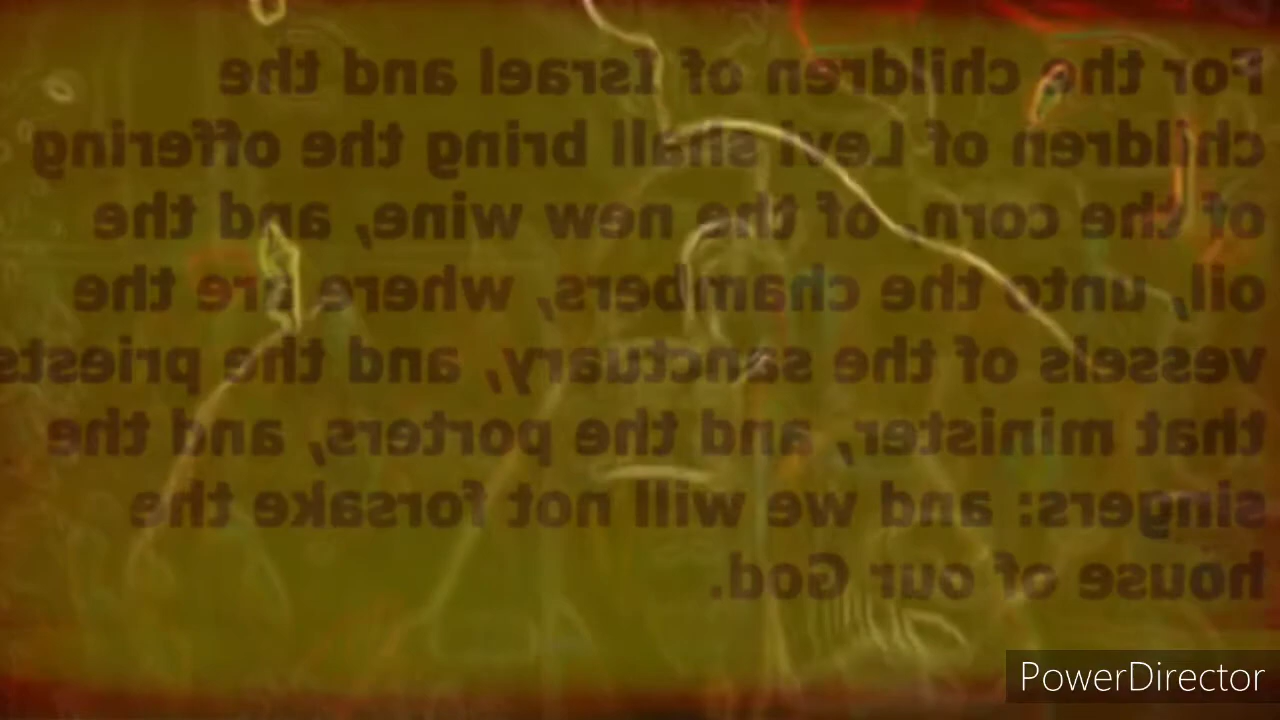 For the children of Israel and the
children of Levi shall bring the offering
of the corn, of the new wine, and the
oil, unto the chambers, where are the
vessels of the sanctuary, and the priests
that minister, and the porters, and the
singers: and we will not forsake the
house of our God.
PowerDirector